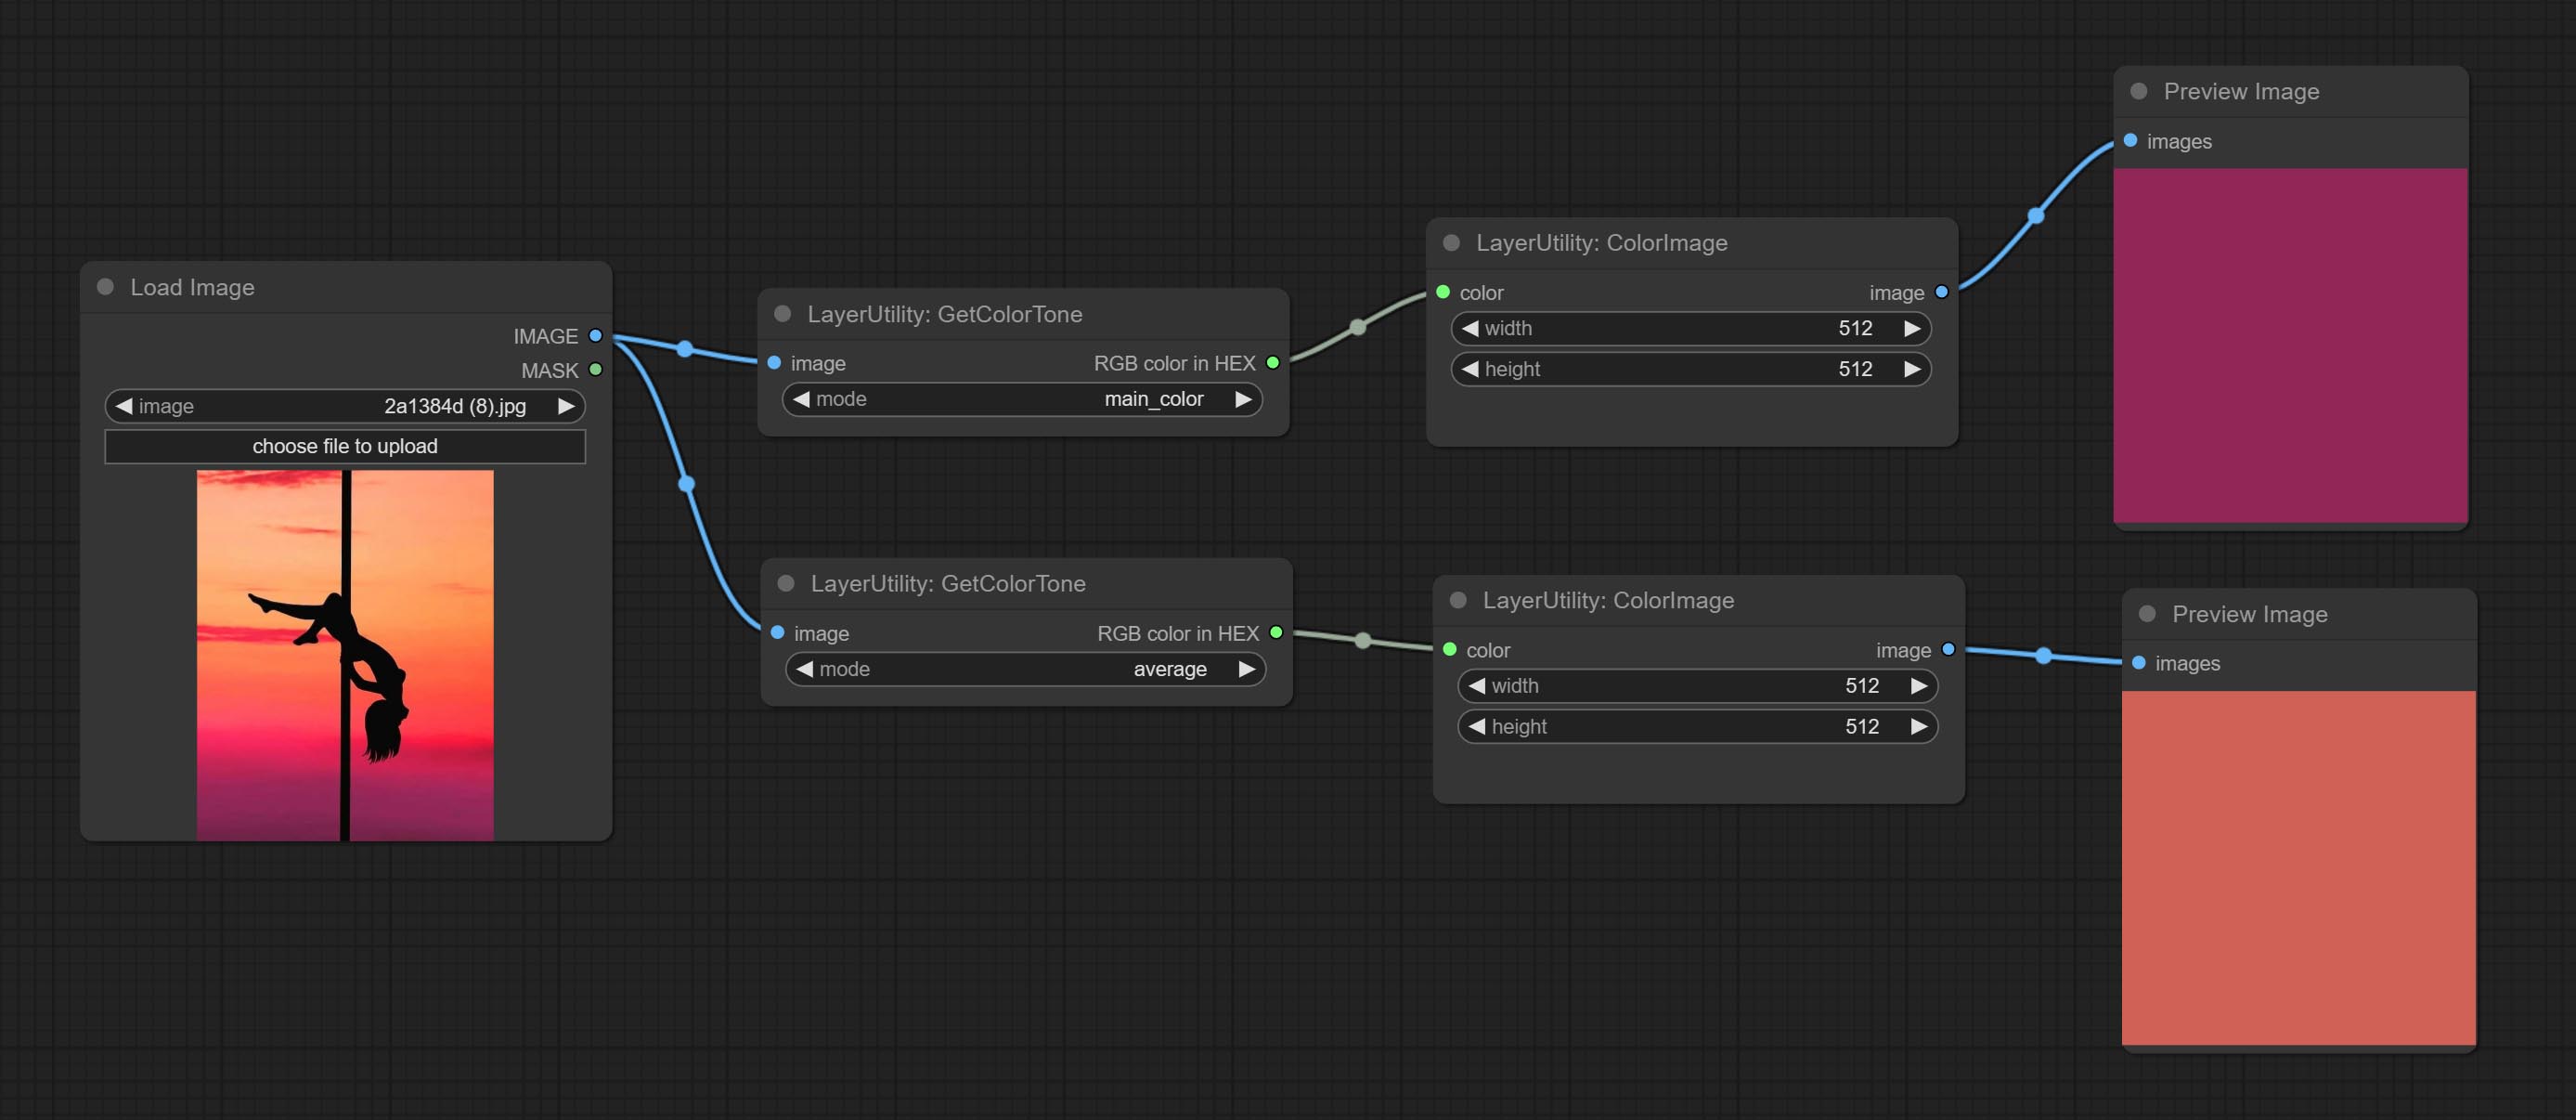 Load Image
IMAGE
MASK
image 2a1384d (8).jpg
choose file to upload
LayerUtility: GetColorTone
image RGB color in HEX
mode main_color
LayerUtility: GetColorTone
image RGB color in HEX
mode average
LayerUtility: ColorImage
color image
width 512
height 512
LayerUtility: ColorImage
color image
width 512
height 512
Preview Image
images
Preview Image
images